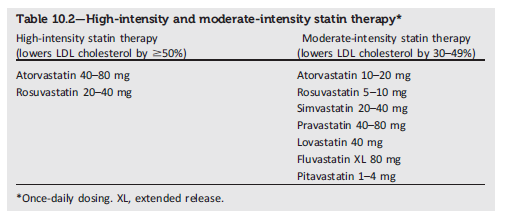 Table 10.2—High-intensity and moderate-intensity statin therapy*
High-intensity statin therapy
(lowers LDL cholesterol by ≥50%)
Moderate-intensity statin therapy
(lowers LDL cholesterol by 30–49%)
Atorvastatin 40–80 mg
Rosuvastatin 20–40 mg
Atorvastatin 10–20 mg
Rosuvastatin 5–10 mg
Simvastatin 20–40 mg
Pravastatin 40–80 mg
Lovastatin 40 mg
Fluvastatin XL 80 mg
Pitavastatin 1–4 mg
*Once-daily dosing. XL, extended release.